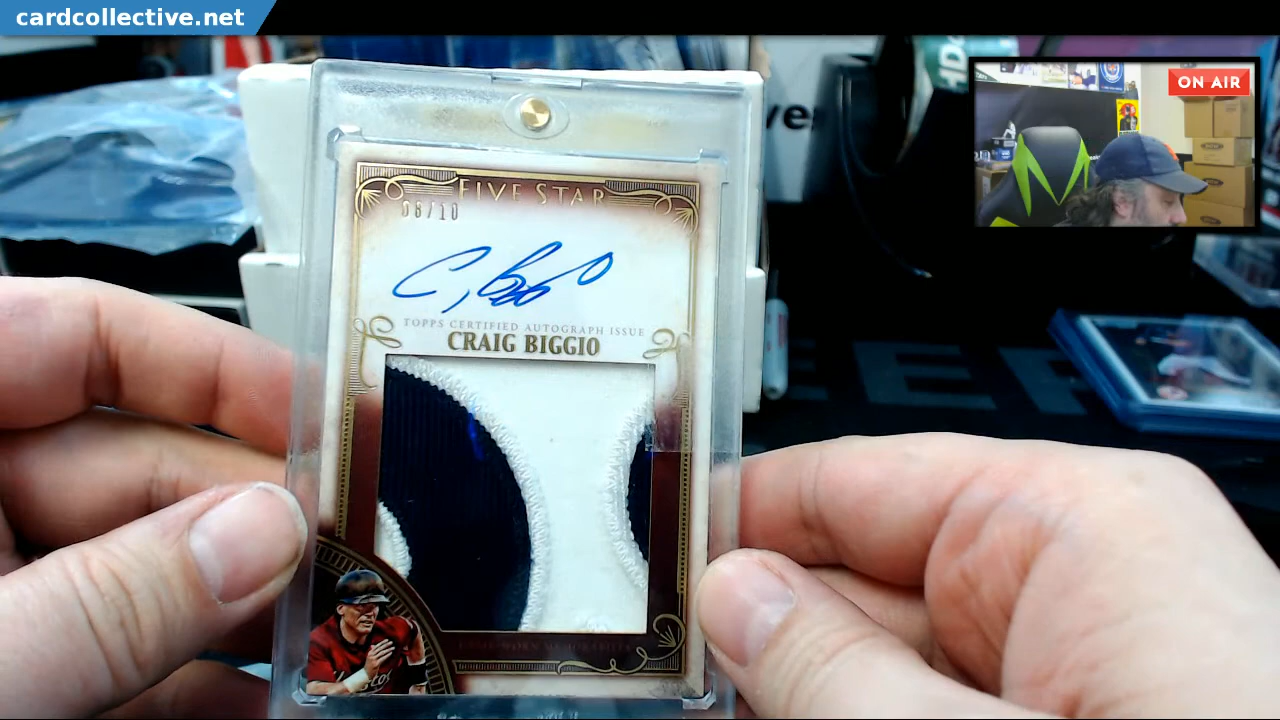 cardcollective.net
ON AIR
FIVE STAR
06/10
TOPPS CERTIFIED AUTOGRAPH ISSUE
CRAIG BIGGIO